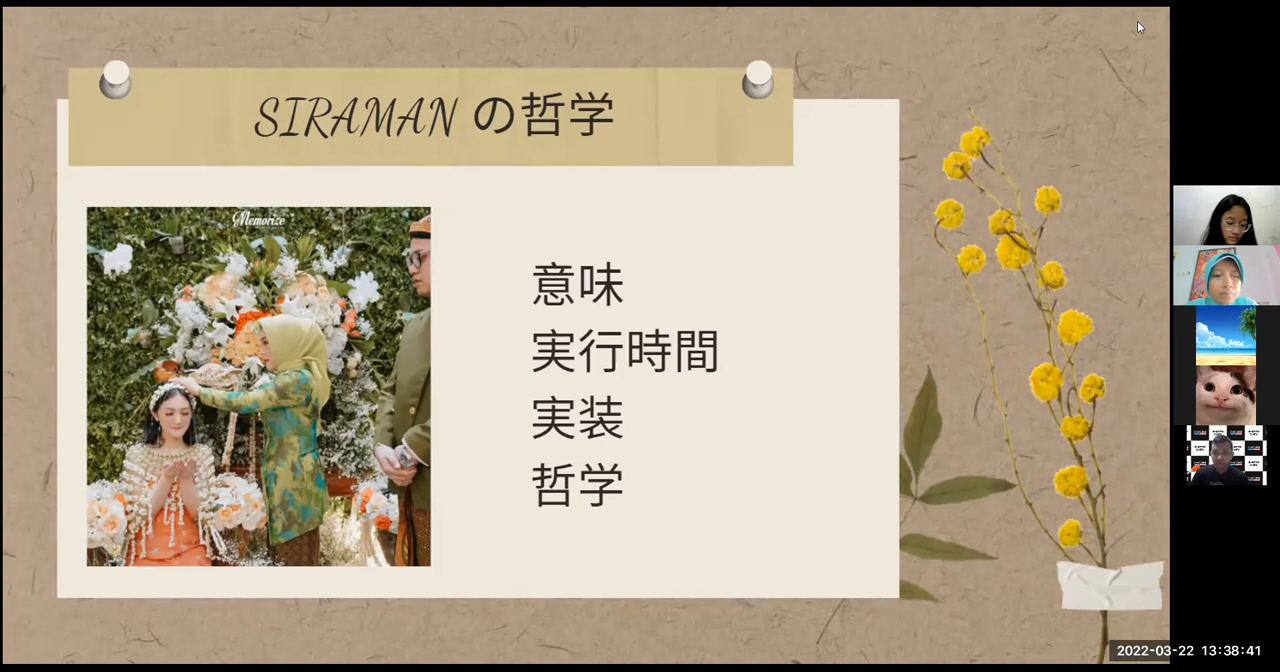 SIRAMAN の哲学
Memorize
意味
実行時間
実装
哲学
2022-03-22 13:38:41